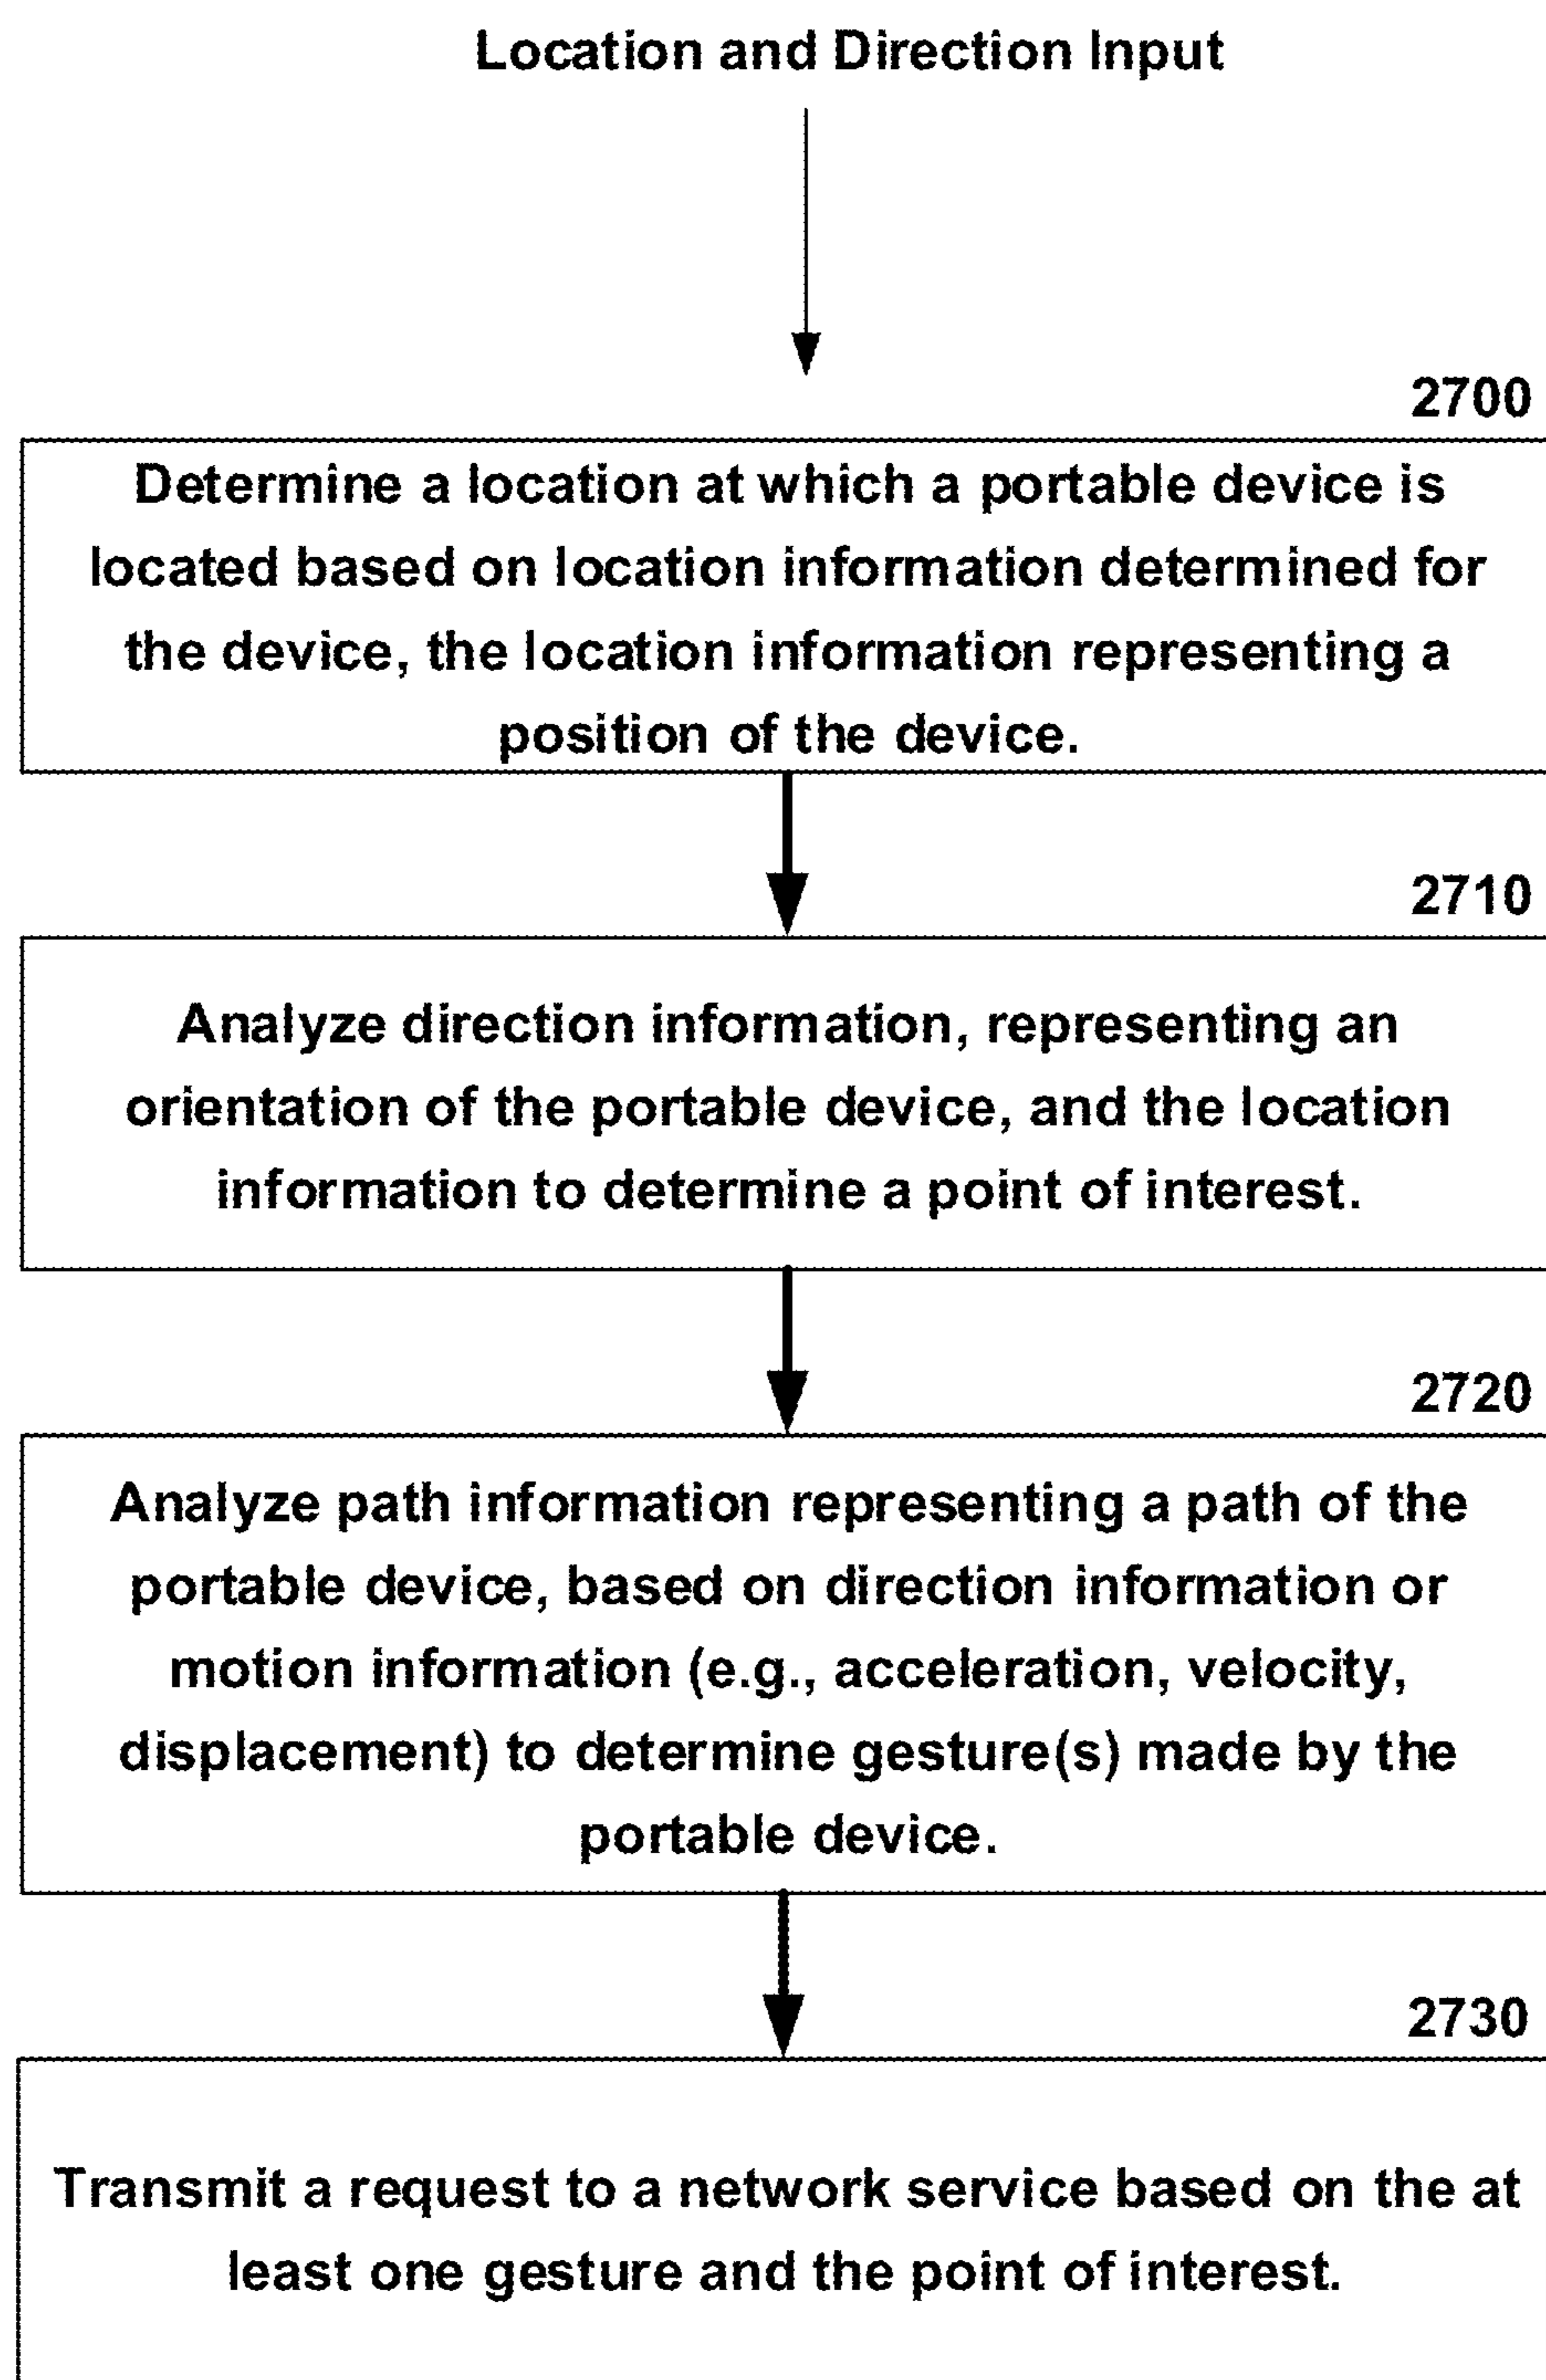 Location and Direction Input
2700
Determine a location at which a portable device is
located based on location information determined for
the device, the location information representing a
position of the device.
2710
Analyze direction information, representing an
orientation of the portable device, and the location
information to determine a point of interest.
2720
Analyze path information representing a path of the
portable device, based on direction information or
motion information (e.g., acceleration, velocity,
displacement) to determine gesture(s) made by the
portable device.
2730
Transmit a request to a network service based on the at
least one gesture and the point of interest.